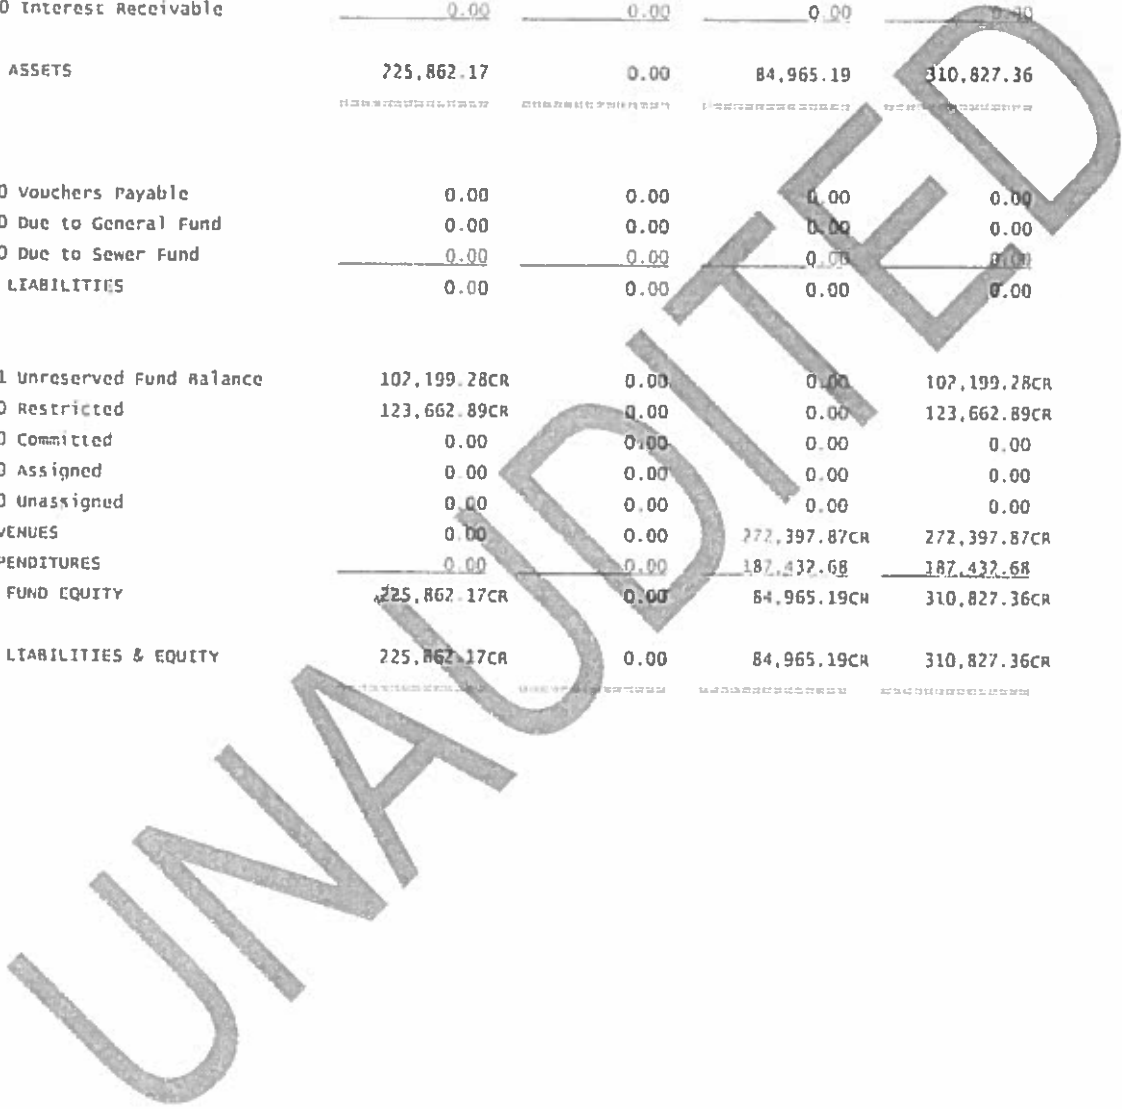 0 Interest Receivable 0.00 0.00 0.00 0.00
ASSETS 225,862.17 0.00 84,965.19 310,827.36
0 Vouchers Payable 0.00 0.00 0.00 0.00
0 Due to General Fund 0.00 0.00 0.00 0.00
0 Due to Sewer Fund 0.00 0.00 0.00 0.00
LIABILITIES 0.00 0.00 0.00 0.00
1 Unreserved Fund Balance 102,199.28CR 0.00 0.00 102,199.28CR
0 Restricted 123,662.89CR 0.00 0.00 123,662.89CR
0 Committed 0.00 0.00 0.00 0.00
0 Assigned 0.00 0.00 0.00 0.00
0 Unassigned 0.00 0.00 0.00 0.00
VENUES 0.00 0.00 272,397.87CR 272,397.87CR
PENDITURES 0.00 0.00 187,432.68 187,432.68
FUND EQUITY 225,862.17CR 0.00 84,965.19CR 310,827.36CR
LIABILITIES & EQUITY 225,862.17CR 0.00 84,965.19CR 310,827.36CR
UNAUDITED